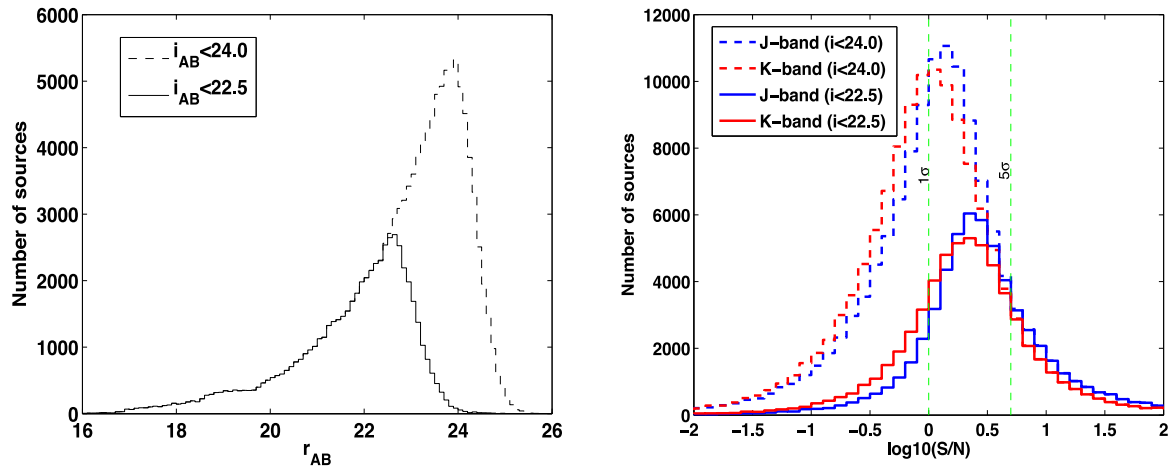 6000
5000
4000
3000
2000
1000
0
Number of sources
i_AB<24.0
i_AB<22.5
16 18 20 22 24 26
r_AB
12000
10000
8000
6000
4000
2000
0
Number of sources
J−band (i<24.0)
K−band (i<24.0)
J−band (i<22.5)
K−band (i<22.5)
1σ
5σ
−2 −1.5 −1 −0.5 0 0.5 1 1.5 2
log10(S/N)